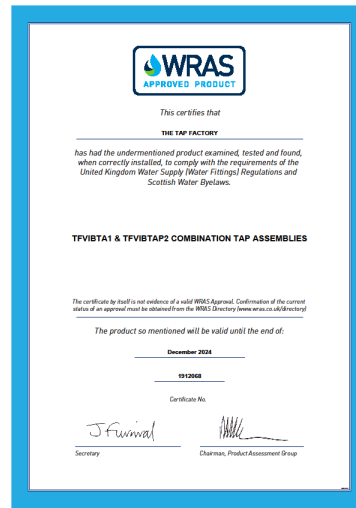 WRAS
APPROVED PRODUCT
This certifies that
THE TAP FACTORY
has had the undermentioned product examined, tested and found,
when correctly installed, to comply with the requirements of the
United Kingdom Water Supply (Water Fittings) Regulations and
Scottish Water Byelaws.
TFVIBTA1 & TFVIBTAP2 COMBINATION TAP ASSEMBLIES
The certificate by itself is not evidence of a valid WRAS Approval. Confirmation of the current
status of an approval must be obtained from the WRAS Directory (www.wras.co.uk/directory)
The product so mentioned will be valid until the end of:
December 2024
1912068
Certificate No.
J Furnival
Secretary
Chairman, Product Assessment Group